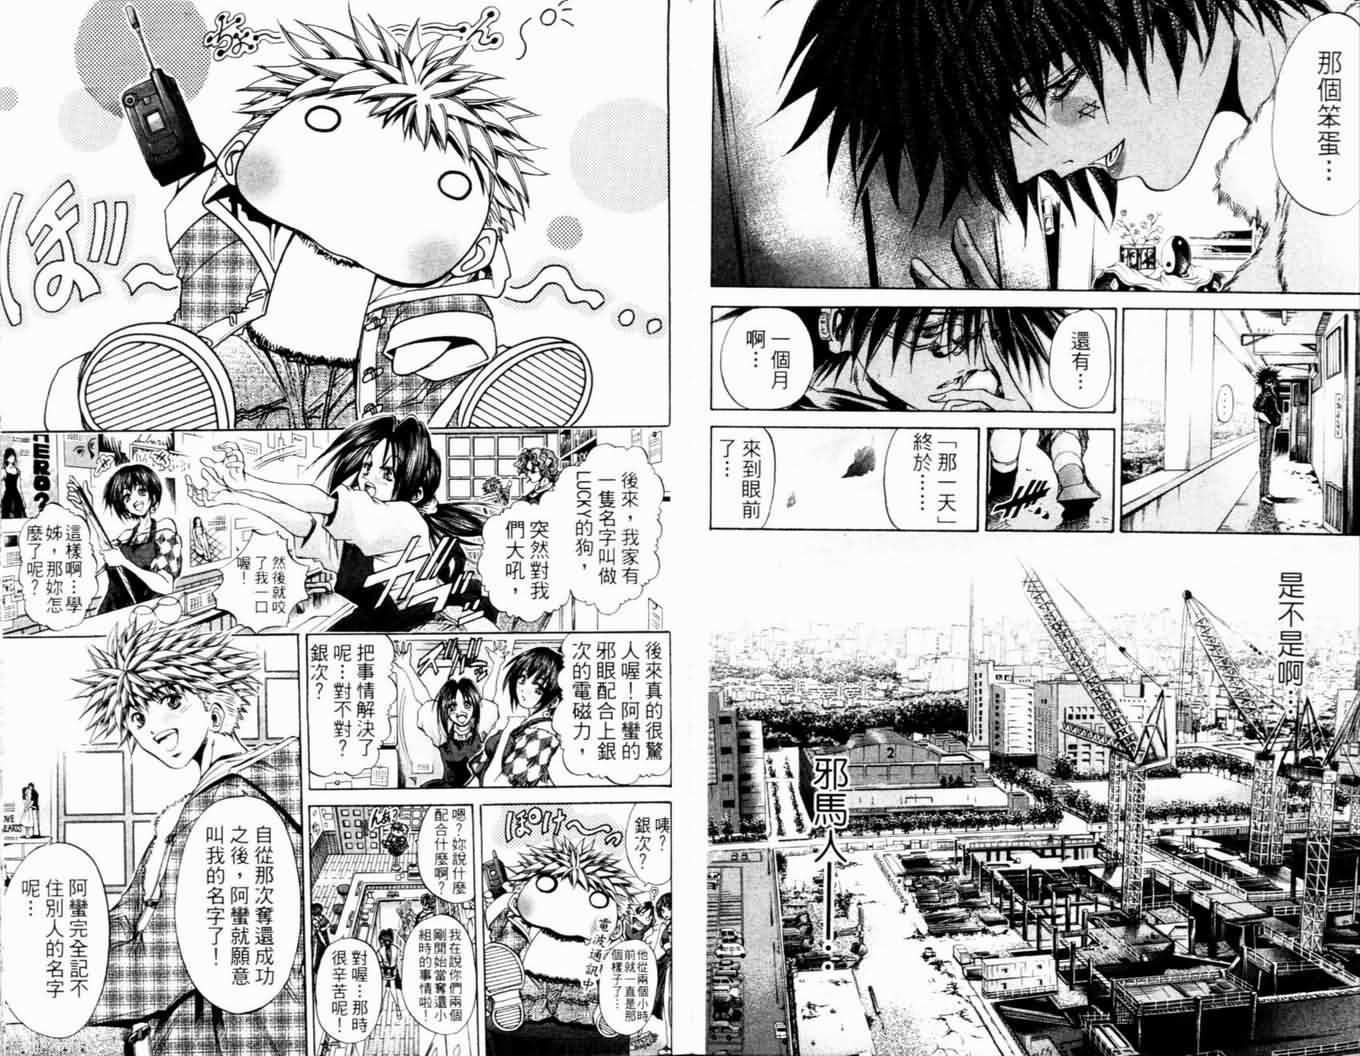 那個笨蛋…
…
還有…
一個月
啊…
「那一天」
終於……
來到眼前
了…
是不是啊…
邪馬人——…
2
ちょ
ん
ぽ
～
後來，我家有
一隻名字叫做
LUCKY的狗，
突然對我
們大吼，
然後就咬
了我一口
喔！
這樣啊…學
姊，那妳怎
麼了呢？
HERO?
後來真的很驚
人喔！阿蠻的
邪眼配合上銀
次的電磁力，
把事情解決了
呢…對不對？
銀次？
咦？
銀次？
ぽけ～っ
電波通訊中
他從兩個小時
前就一直是那
個樣子了…
嗯？妳說什麼
配合什麼啊？
我在說你們兩個
剛開始當奪還小
組時的事情啦！
對喔…那時
很辛苦呢！
自從那次奪還成功
之後，阿蠻就願意
叫我的名字了！
阿蠻完全記不
住別人的名字
呢…